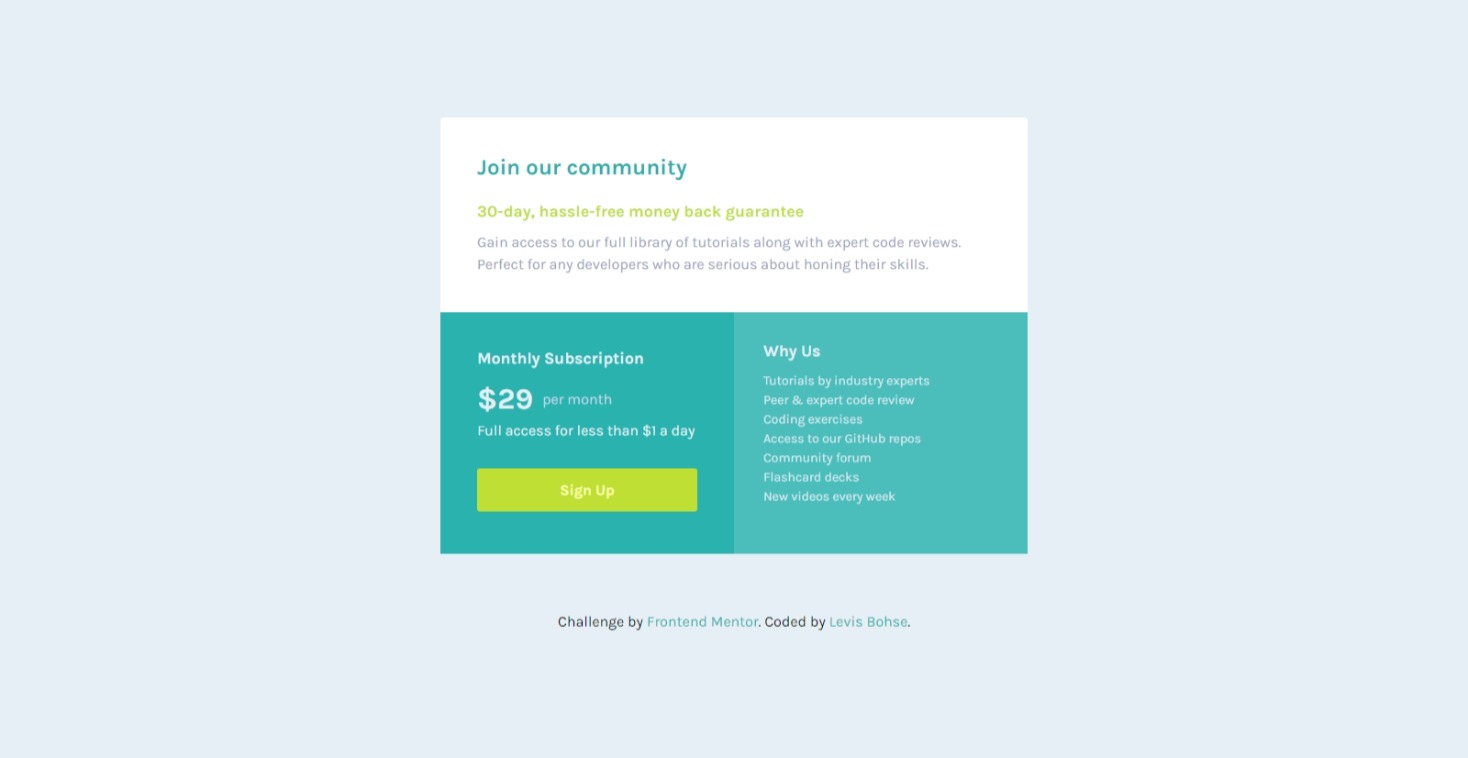 Join our community
30-day, hassle-free money back guarantee
Gain access to our full library of tutorials along with expert code reviews.
Perfect for any developers who are serious about honing their skills.
Monthly Subscription
$29 per month
Full access for less than $1 a day
Sign Up
Why Us
Tutorials by industry experts
Peer & expert code review
Coding exercises
Access to our GitHub repos
Community forum
Flashcard decks
New videos every week
Challenge by Frontend Mentor. Coded by Levis Bohse.